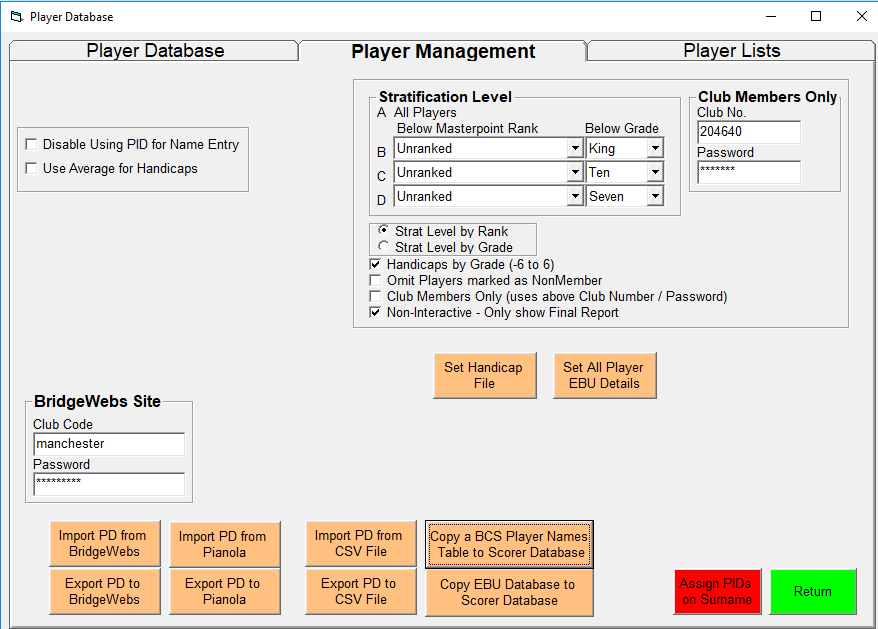 Player Database
Player Database
Player Management
Player Lists
Disable Using PID for Name Entry
Use Average for Handicaps
Stratification Level
A All Players
Below Masterpoint Rank Below Grade
B Unranked King
C Unranked Ten
D Unranked Seven
Strat Level by Rank
Strat Level by Grade
Handicaps by Grade (-6 to 6)
Omit Players marked as NonMember
Club Members Only (uses above Club Number / Password)
Non-Interactive - Only show Final Report
Club Members Only
Club No.
204640
Password
*******
Set Handicap
File
Set All Player
EBU Details
BridgeWebs Site
Club Code
manchester
Password
*********
Import PD from
BridgeWebs
Import PD from
Pianola
Import PD from
CSV File
Copy a BCS Player Names
Table to Scorer Database
Export PD to
BridgeWebs
Export PD to
Pianola
Export PD to
CSV File
Copy EBU Database to
Scorer Database
Assign PIDs
on Surname
Return